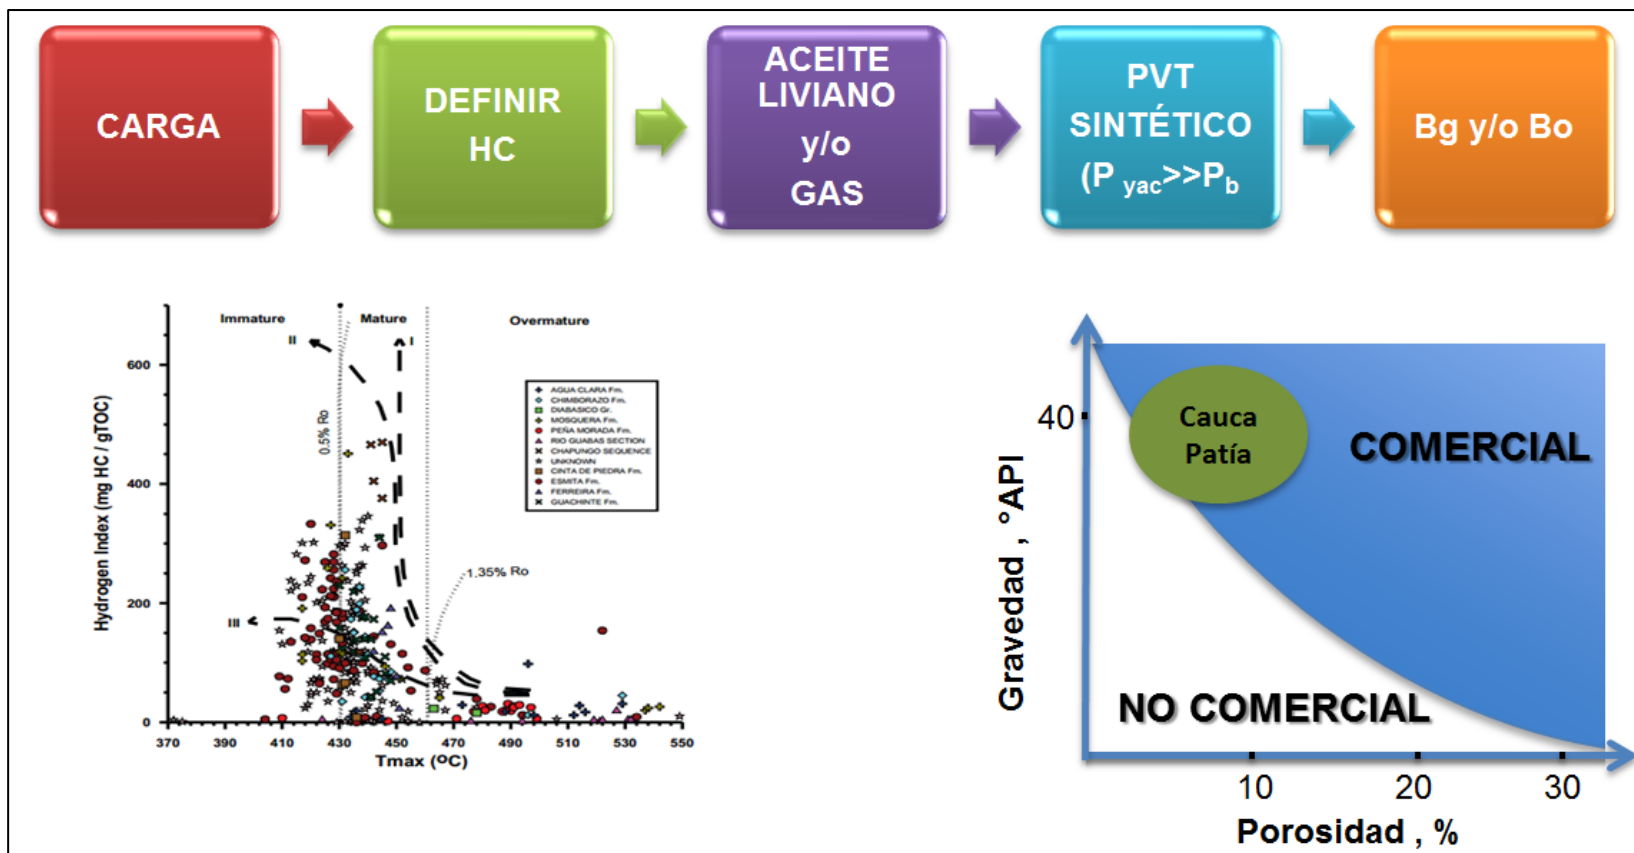 CARGA
DEFINIR
HC
ACEITE
LIVIANO
y/o
GAS
PVT
SINTÉTICO
(P yac>>Pb
Bg y/o Bo
Immature
Mature
Overmature
II
I
III
600
400
200
0
0.5% Ro
1.35% Ro
Hydrogen Index (mg HC / gTOC)
AGUA CLARA Fm.
CHIMBORAZO Fm.
DIABASICO Gr.
MOSQUERA Fm.
PEÑA MORADA Fm.
RIO GUABAS SECTION
CHAPUNGO SEQUENCE
UNKNOWN
CINTA DE PIEDRA Fm.
ESMITA Fm.
FERREIRA Fm.
GUACHINTE Fm.
370 390 410 430 450 470 490 510 530 550
Tmax (ºC)
Gravedad , °API
40
Cauca
Patía
COMERCIAL
NO COMERCIAL
10 20 30
Porosidad , %